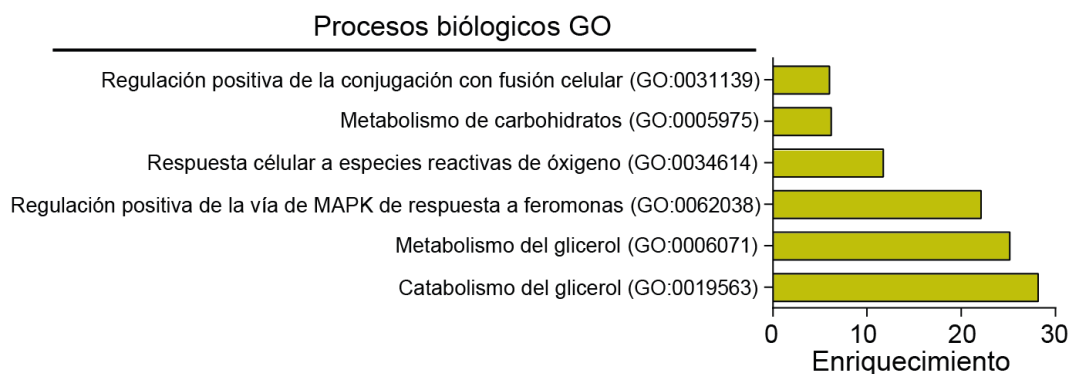 Procesos biólogicos GO
Regulación positiva de la conjugación con fusión celular (GO:0031139)
Metabolismo de carbohidratos (GO:0005975)
Respuesta célular a especies reactivas de óxigeno (GO:0034614)
Regulación positiva de la vía de MAPK de respuesta a feromonas (GO:0062038)
Metabolismo del glicerol (GO:0006071)
Catabolismo del glicerol (GO:0019563)
0 10 20 30
Enriquecimiento